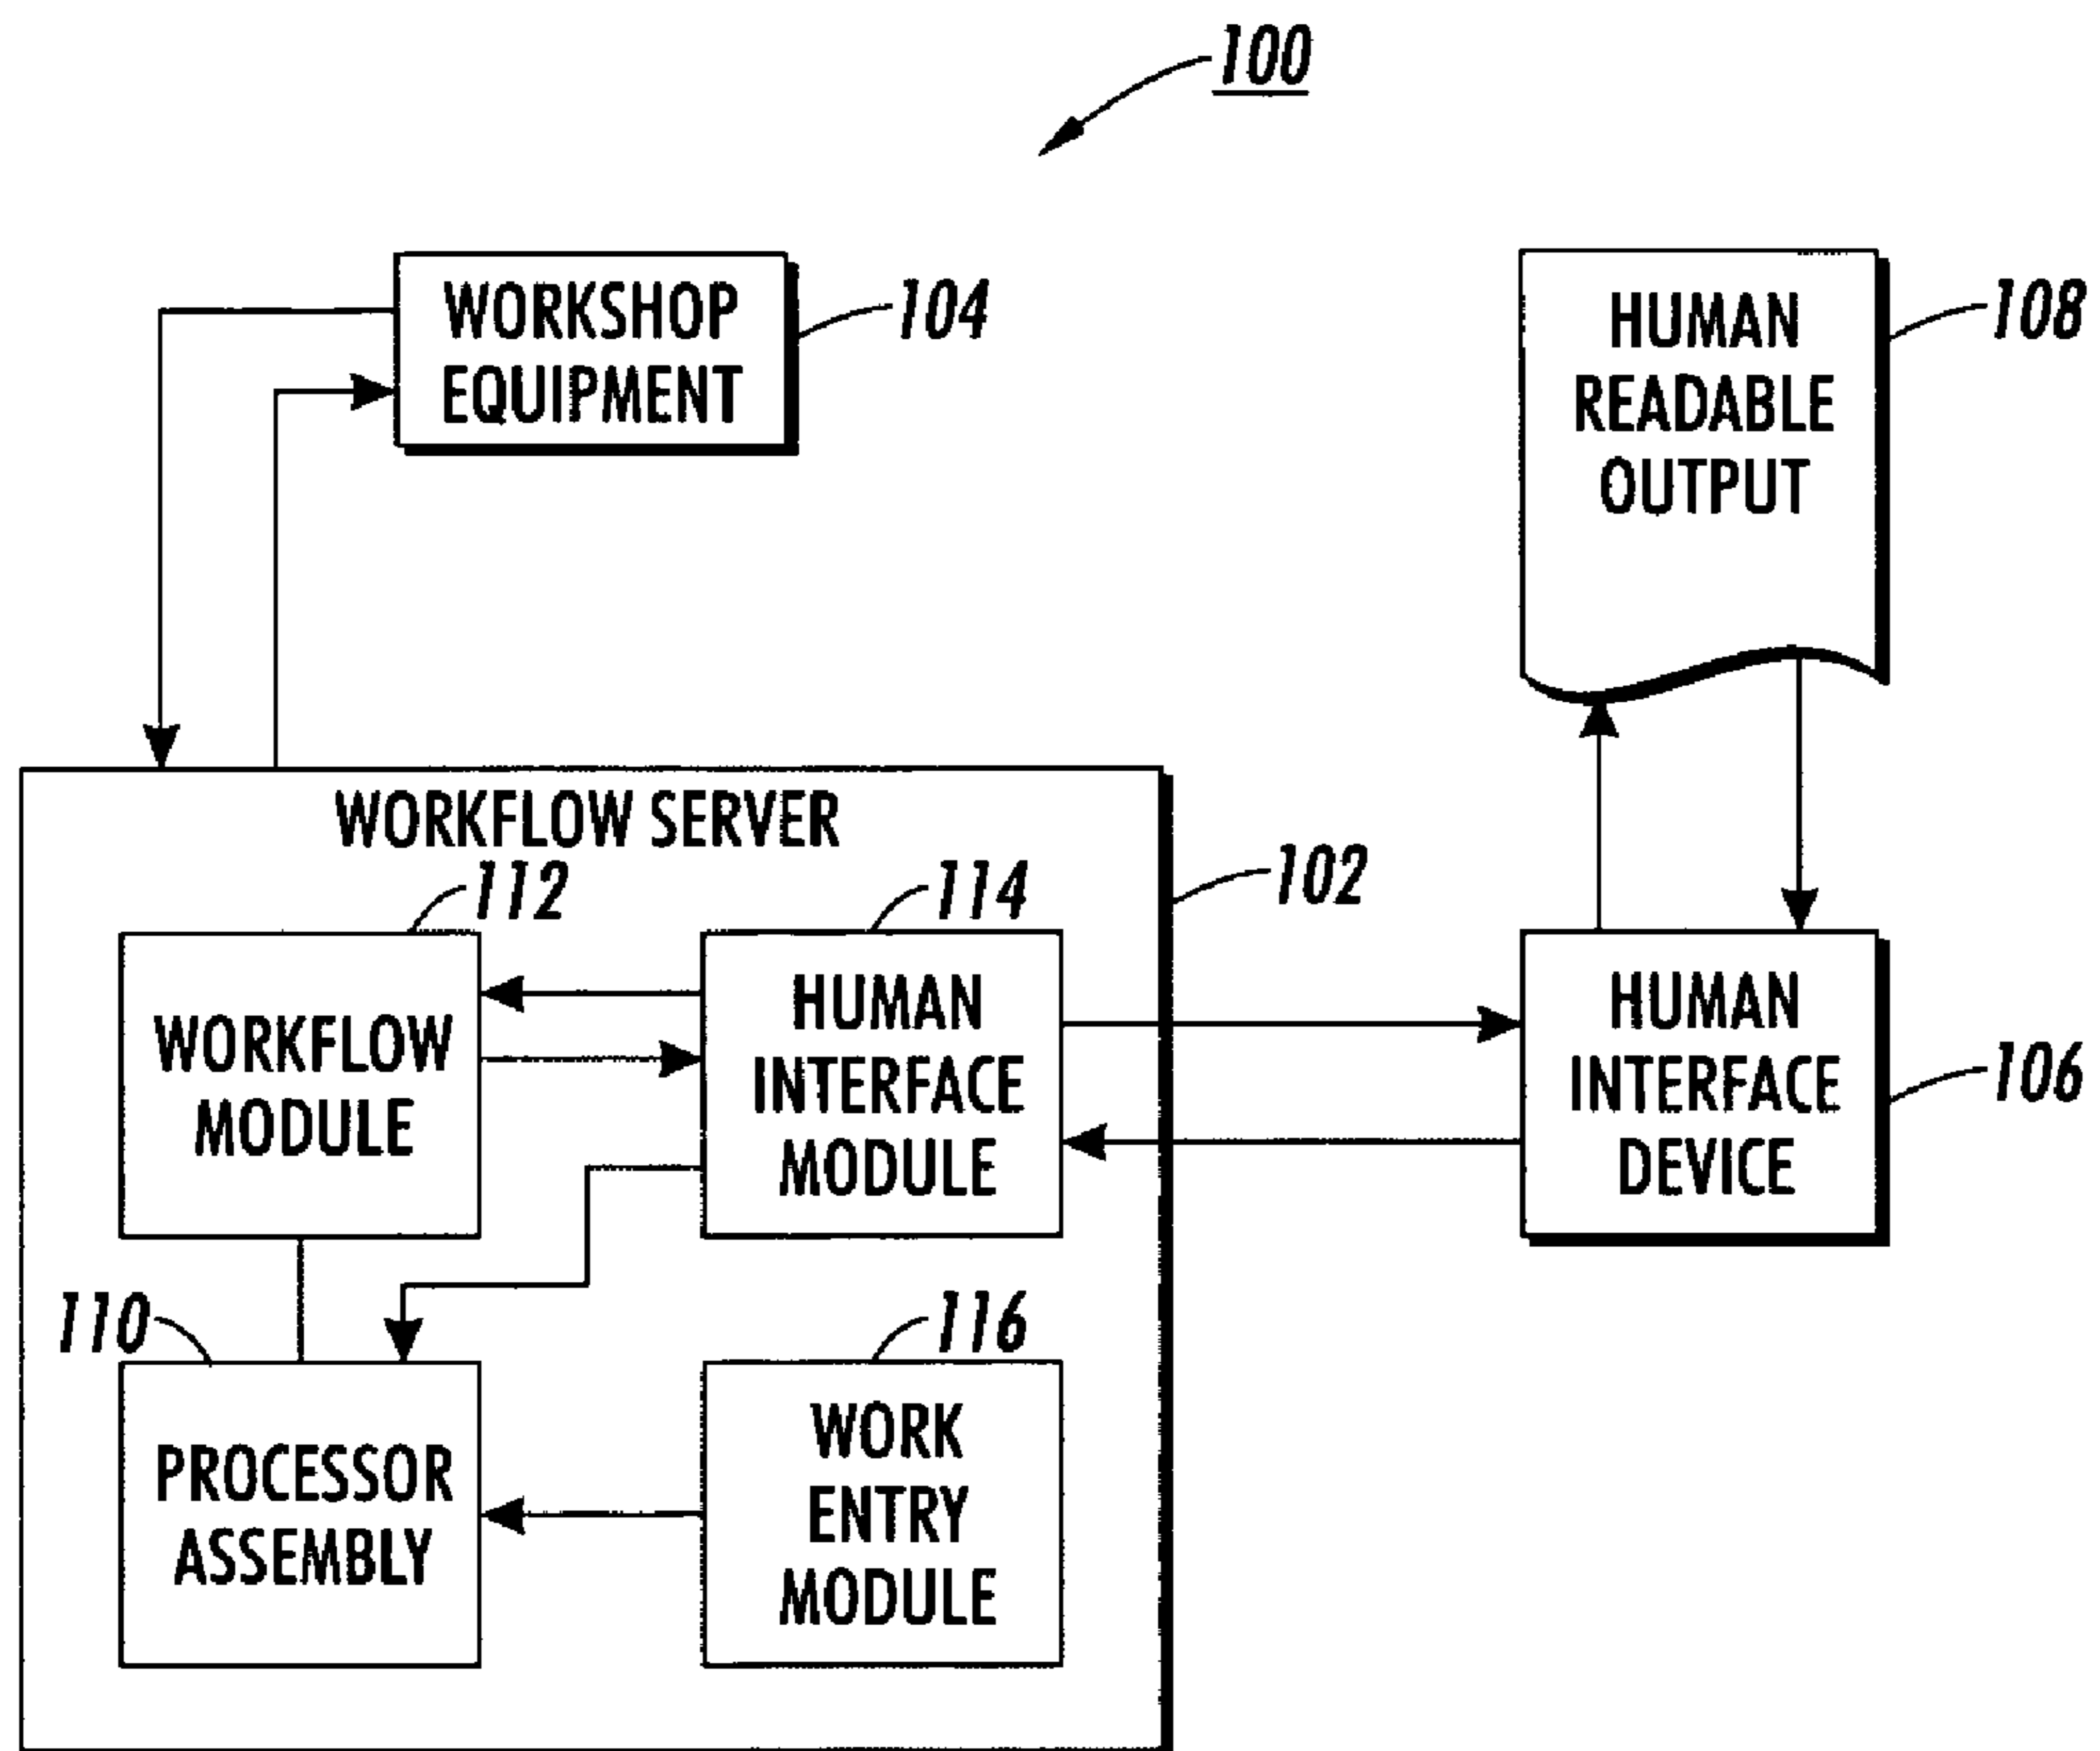 100
WORKSHOP
EQUIPMENT
104
HUMAN
READABLE
OUTPUT
108
WORKFLOW SERVER
102
112
WORKFLOW
MODULE
114
HUMAN
INTERFACE
MODULE
HUMAN
INTERFACE
DEVICE
106
110
PROCESSOR
ASSEMBLY
116
WORK
ENTRY
MODULE